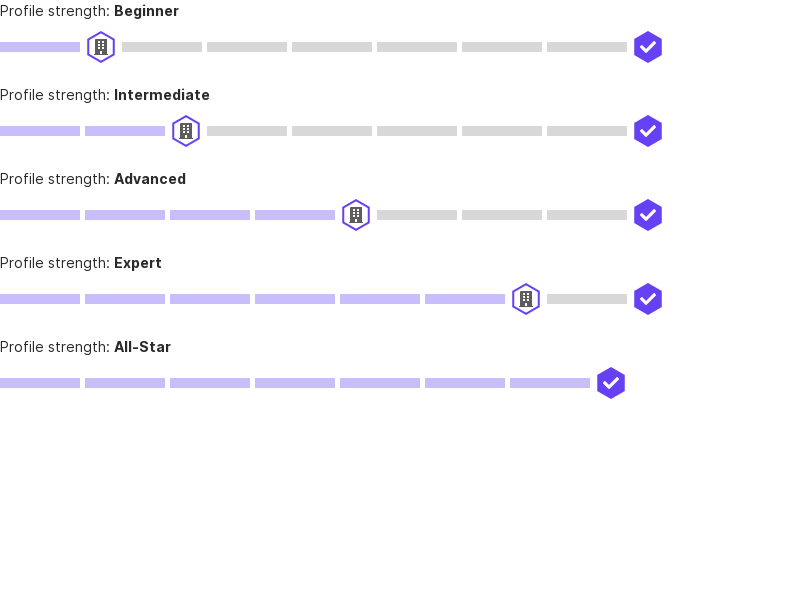 Profile strength: Beginner
Profile strength: Intermediate
Profile strength: Advanced
Profile strength: Expert
Profile strength: All-Star